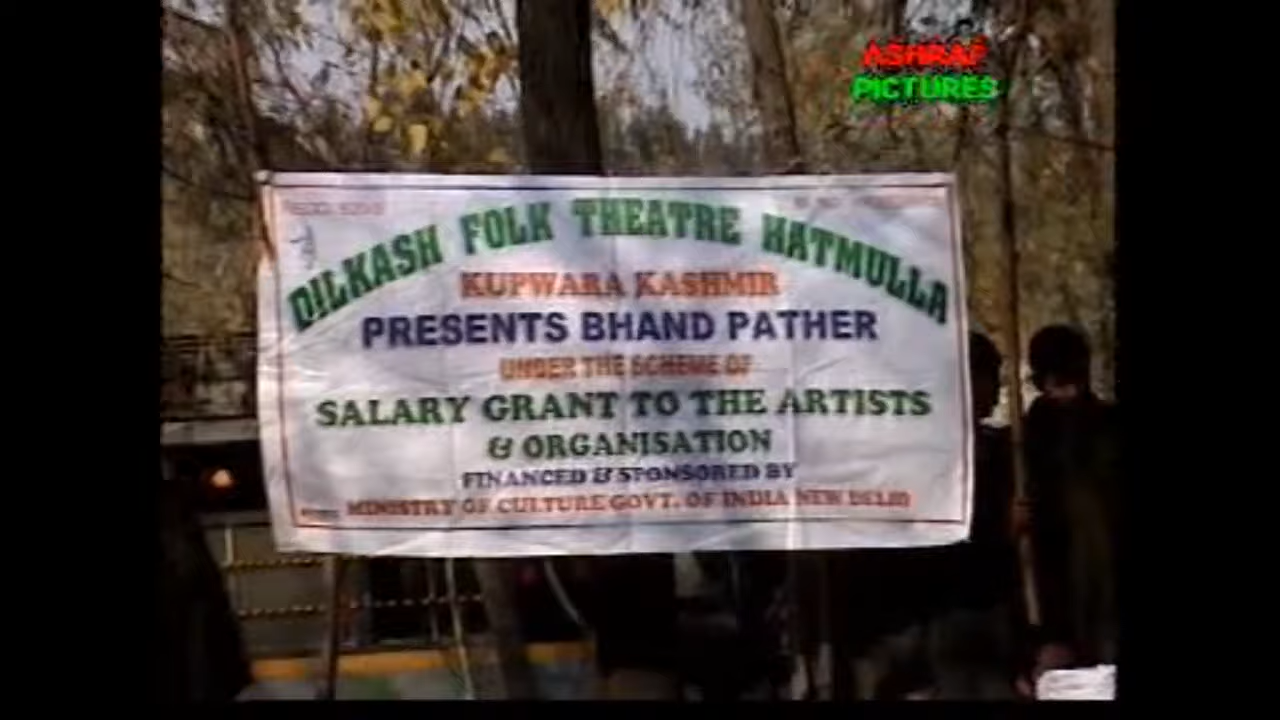 ASHRAF
PICTURES
DILKASH FOLK THEATRE HATMULLA
KUPWARA KASHMIR
PRESENTS BHAND PATHER
UNDER THE SCHEME OF
SALARY GRANT TO THE ARTISTS
& ORGANISATION
FINANCED & SPONSORED BY
MINISTRY OF CULTURE GOVT. OF INDIA NEW DELHI